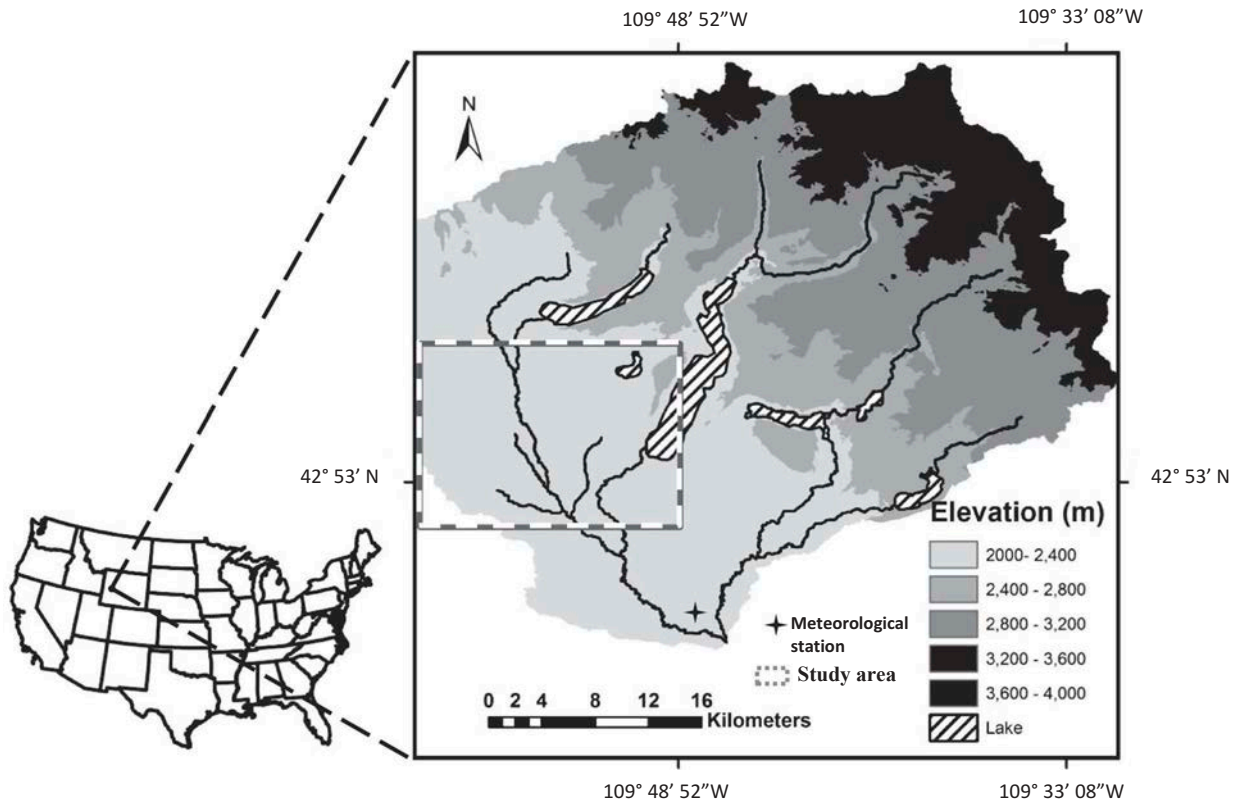 109° 48’ 52”W
109° 33’ 08”W
N
42° 53’ N
42° 53’ N
Elevation (m)
2000- 2,400
2,400 - 2,800
2,800 - 3,200
3,200 - 3,600
3,600 - 4,000
Lake
Meteorological
station
Study area
0 2 4 8 12 16
Kilometers
109° 48’ 52”W
109° 33’ 08”W